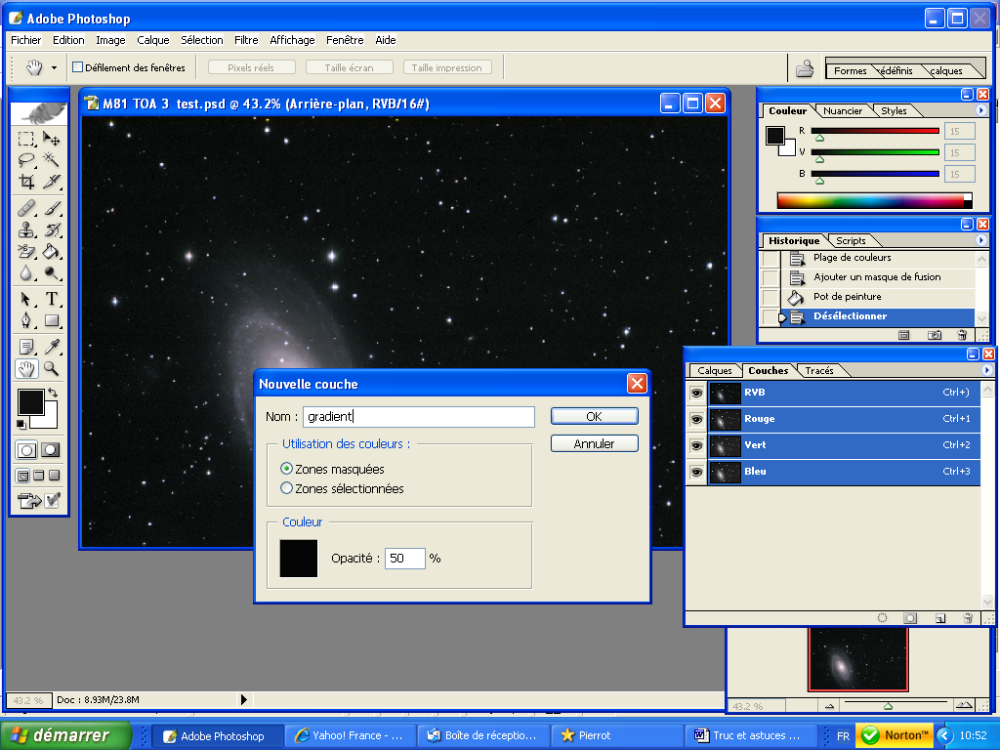 Adobe Photoshop
Fichier Edition Image Calque Sélection Filtre Affichage Fenêtre Aide
Défilement des fenêtres
Pixels réels
Taille écran
Taille impression
Formes
édéfinis
calques
M81 TOA 3 test.psd @ 43.2% (Arrière-plan, RVB/16#)
Couleur Nuancier Styles
R 15
V 15
B 15
Historique Scripts
Plage de couleurs
Ajouter un masque de fusion
Pot de peinture
Désélectionner
Calques Couches Tracés
RVB Ctrl+)
Rouge Ctrl+1
Vert Ctrl+2
Bleu Ctrl+3
Nouvelle couche
Nom : gradient
OK
Annuler
Utilisation des couleurs :
Zones masquées
Zones sélectionnées
Couleur
Opacité : 50 %
43.2 %
43.2 % Doc : 8.93M/23.8M
démarrer
Adobe Photoshop
Yahoo! France - ...
Boîte de réceptio...
Pierrot
Truc et astuces ...
FR
Norton™
10:52